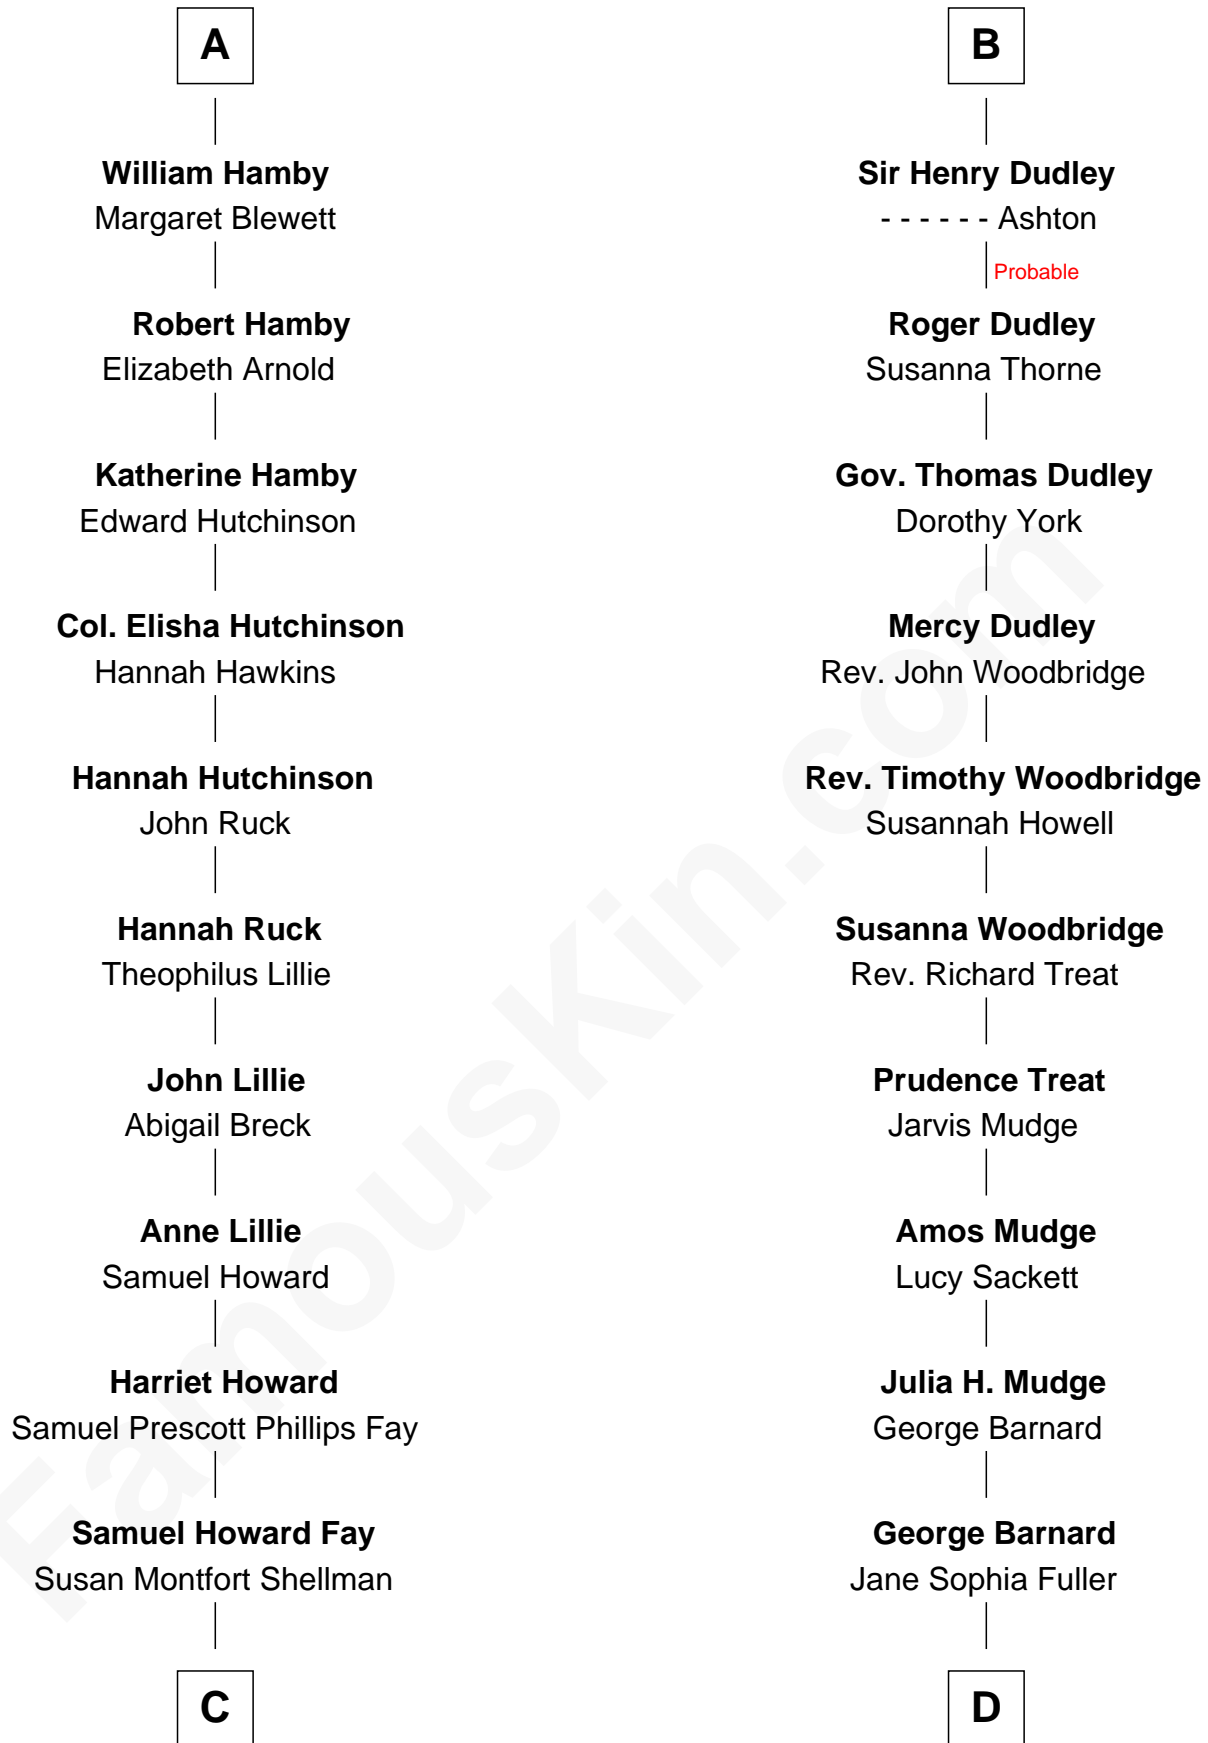 A
William Hamby
Margaret Blewett
Robert Hamby
Elizabeth Arnold
Katherine Hamby
Edward Hutchinson
Col. Elisha Hutchinson
Hannah Hawkins
Hannah Hutchinson
John Ruck
Hannah Ruck
Theophilus Lillie
John Lillie
Abigail Breck
Anne Lillie
Samuel Howard
Harriet Howard
Samuel Prescott Phillips Fay
Samuel Howard Fay
Susan Montfort Shellman
C
B
Sir Henry Dudley
- - - - - - Ashton
Probable
Roger Dudley
Susanna Thorne
Gov. Thomas Dudley
Dorothy York
Mercy Dudley
Rev. John Woodbridge
Rev. Timothy Woodbridge
Susannah Howell
Susanna Woodbridge
Rev. Richard Treat
Prudence Treat
Jarvis Mudge
Amos Mudge
Lucy Sackett
Julia H. Mudge
George Barnard
George Barnard
Jane Sophia Fuller
D
FamousKin.com